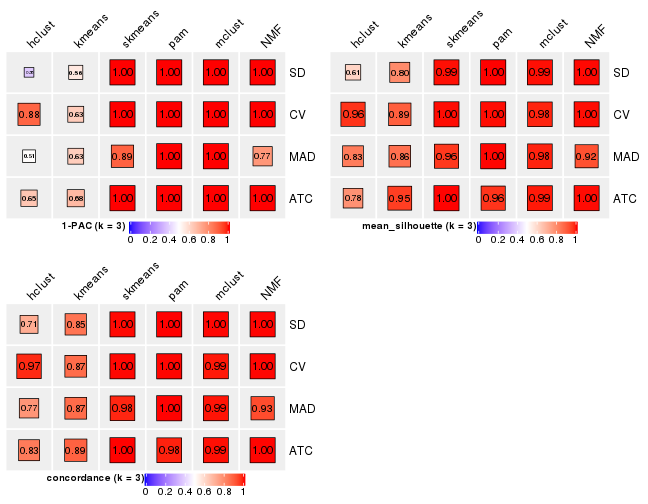 hclust kmeans skmeans pam mclust NMF
0.56 1.00 1.00 1.00 1.00 SD
0.88 0.63 1.00 1.00 1.00 1.00 CV
0.51 0.63 0.89 1.00 1.00 0.77 MAD
0.65 0.68 1.00 1.00 1.00 1.00 ATC
1-PAC (k = 3)
0 0.2 0.4 0.6 0.8 1
hclust kmeans skmeans pam mclust NMF
0.61 0.80 0.99 1.00 0.99 1.00 SD
0.96 0.89 1.00 1.00 0.98 1.00 CV
0.83 0.86 0.96 1.00 0.98 0.92 MAD
0.78 0.95 1.00 0.96 0.99 1.00 ATC
mean_silhouette (k = 3)
0 0.2 0.4 0.6 0.8 1
hclust kmeans skmeans pam mclust NMF
0.71 0.85 1.00 1.00 1.00 1.00 SD
0.97 0.87 1.00 1.00 0.99 1.00 CV
0.77 0.87 0.98 1.00 0.99 0.93 MAD
0.83 0.89 1.00 0.98 0.99 1.00 ATC
concordance (k = 3)
0 0.2 0.4 0.6 0.8 1